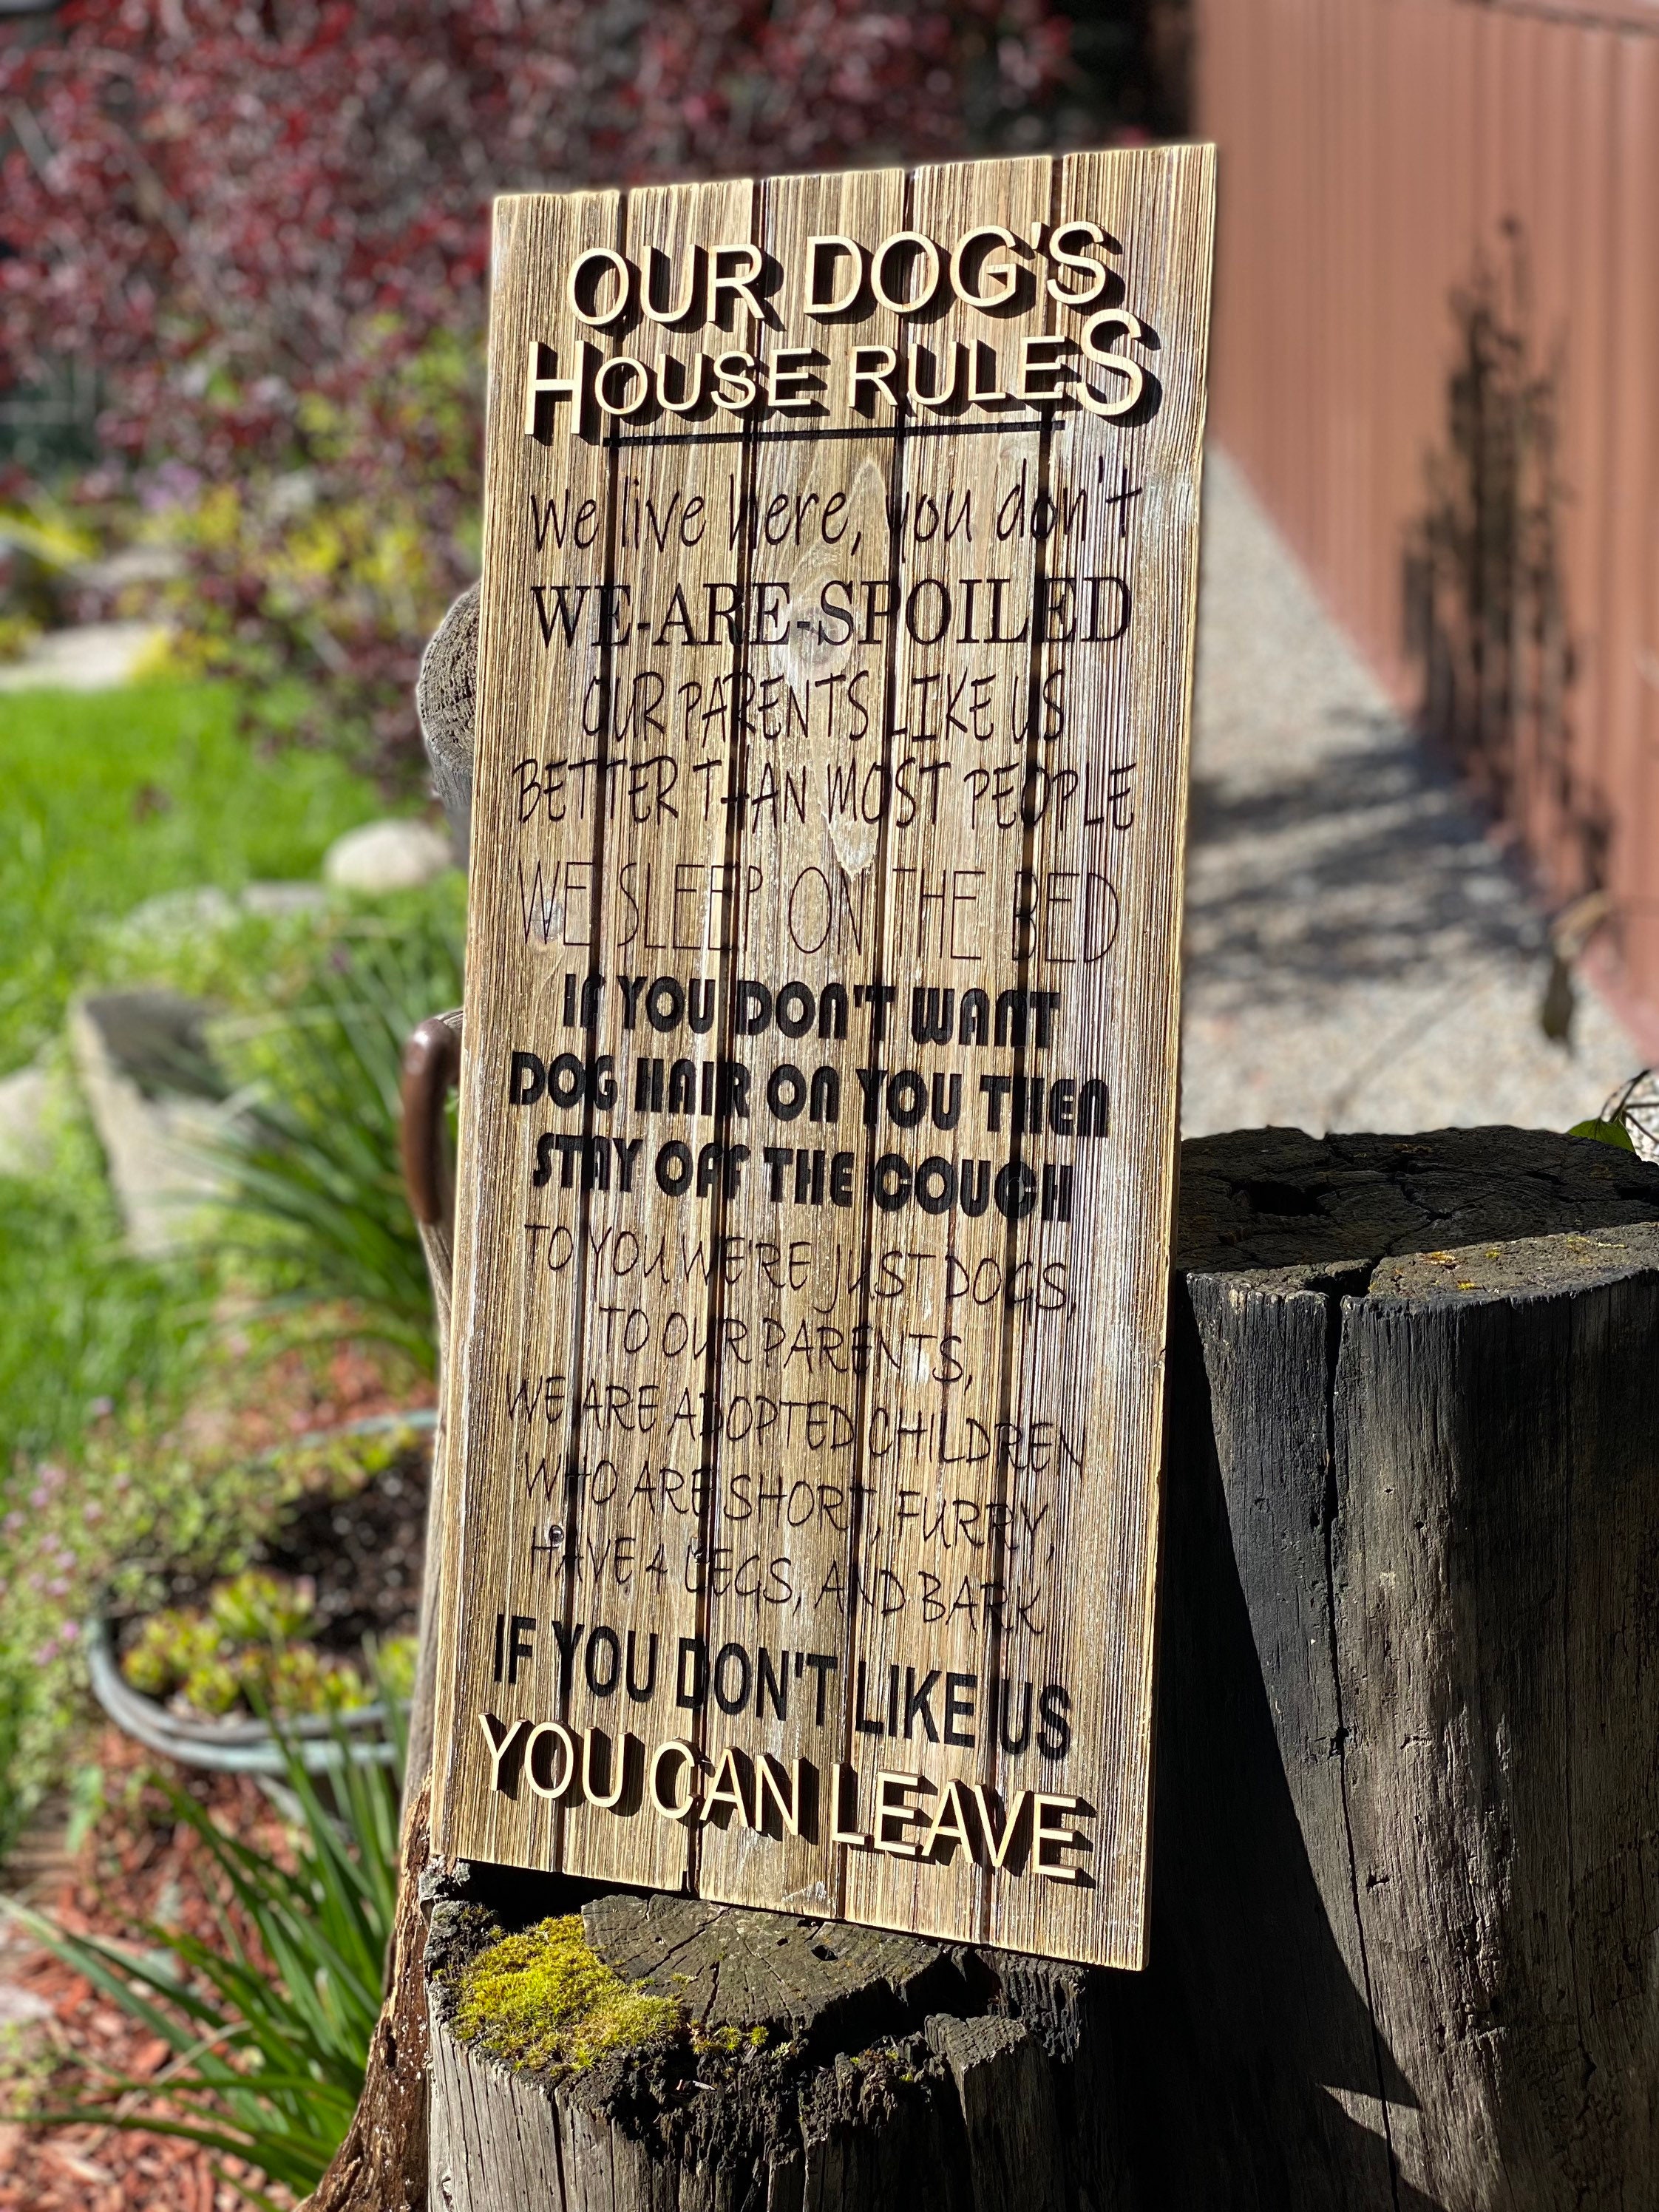 OUR DOG'S
HOUSE RULES
we live here, you don't
WE-ARE-SPOILED
OUR PARENTS LIKE US
BETTER THAN MOST PEOPLE
WE SLEEP ON THE BED
IF YOU DON'T WANT
DOG HAIR ON YOU THEN
STAY OFF THE COUCH
TO YOU WE'RE JUST DOGS,
TO OUR PARENTS,
WE ARE ADOPTED CHILDREN
WHO ARE SHORT, FURRY,
HAVE 4 LEGS, AND BARK
IF YOU DON'T LIKE US
YOU CAN LEAVE